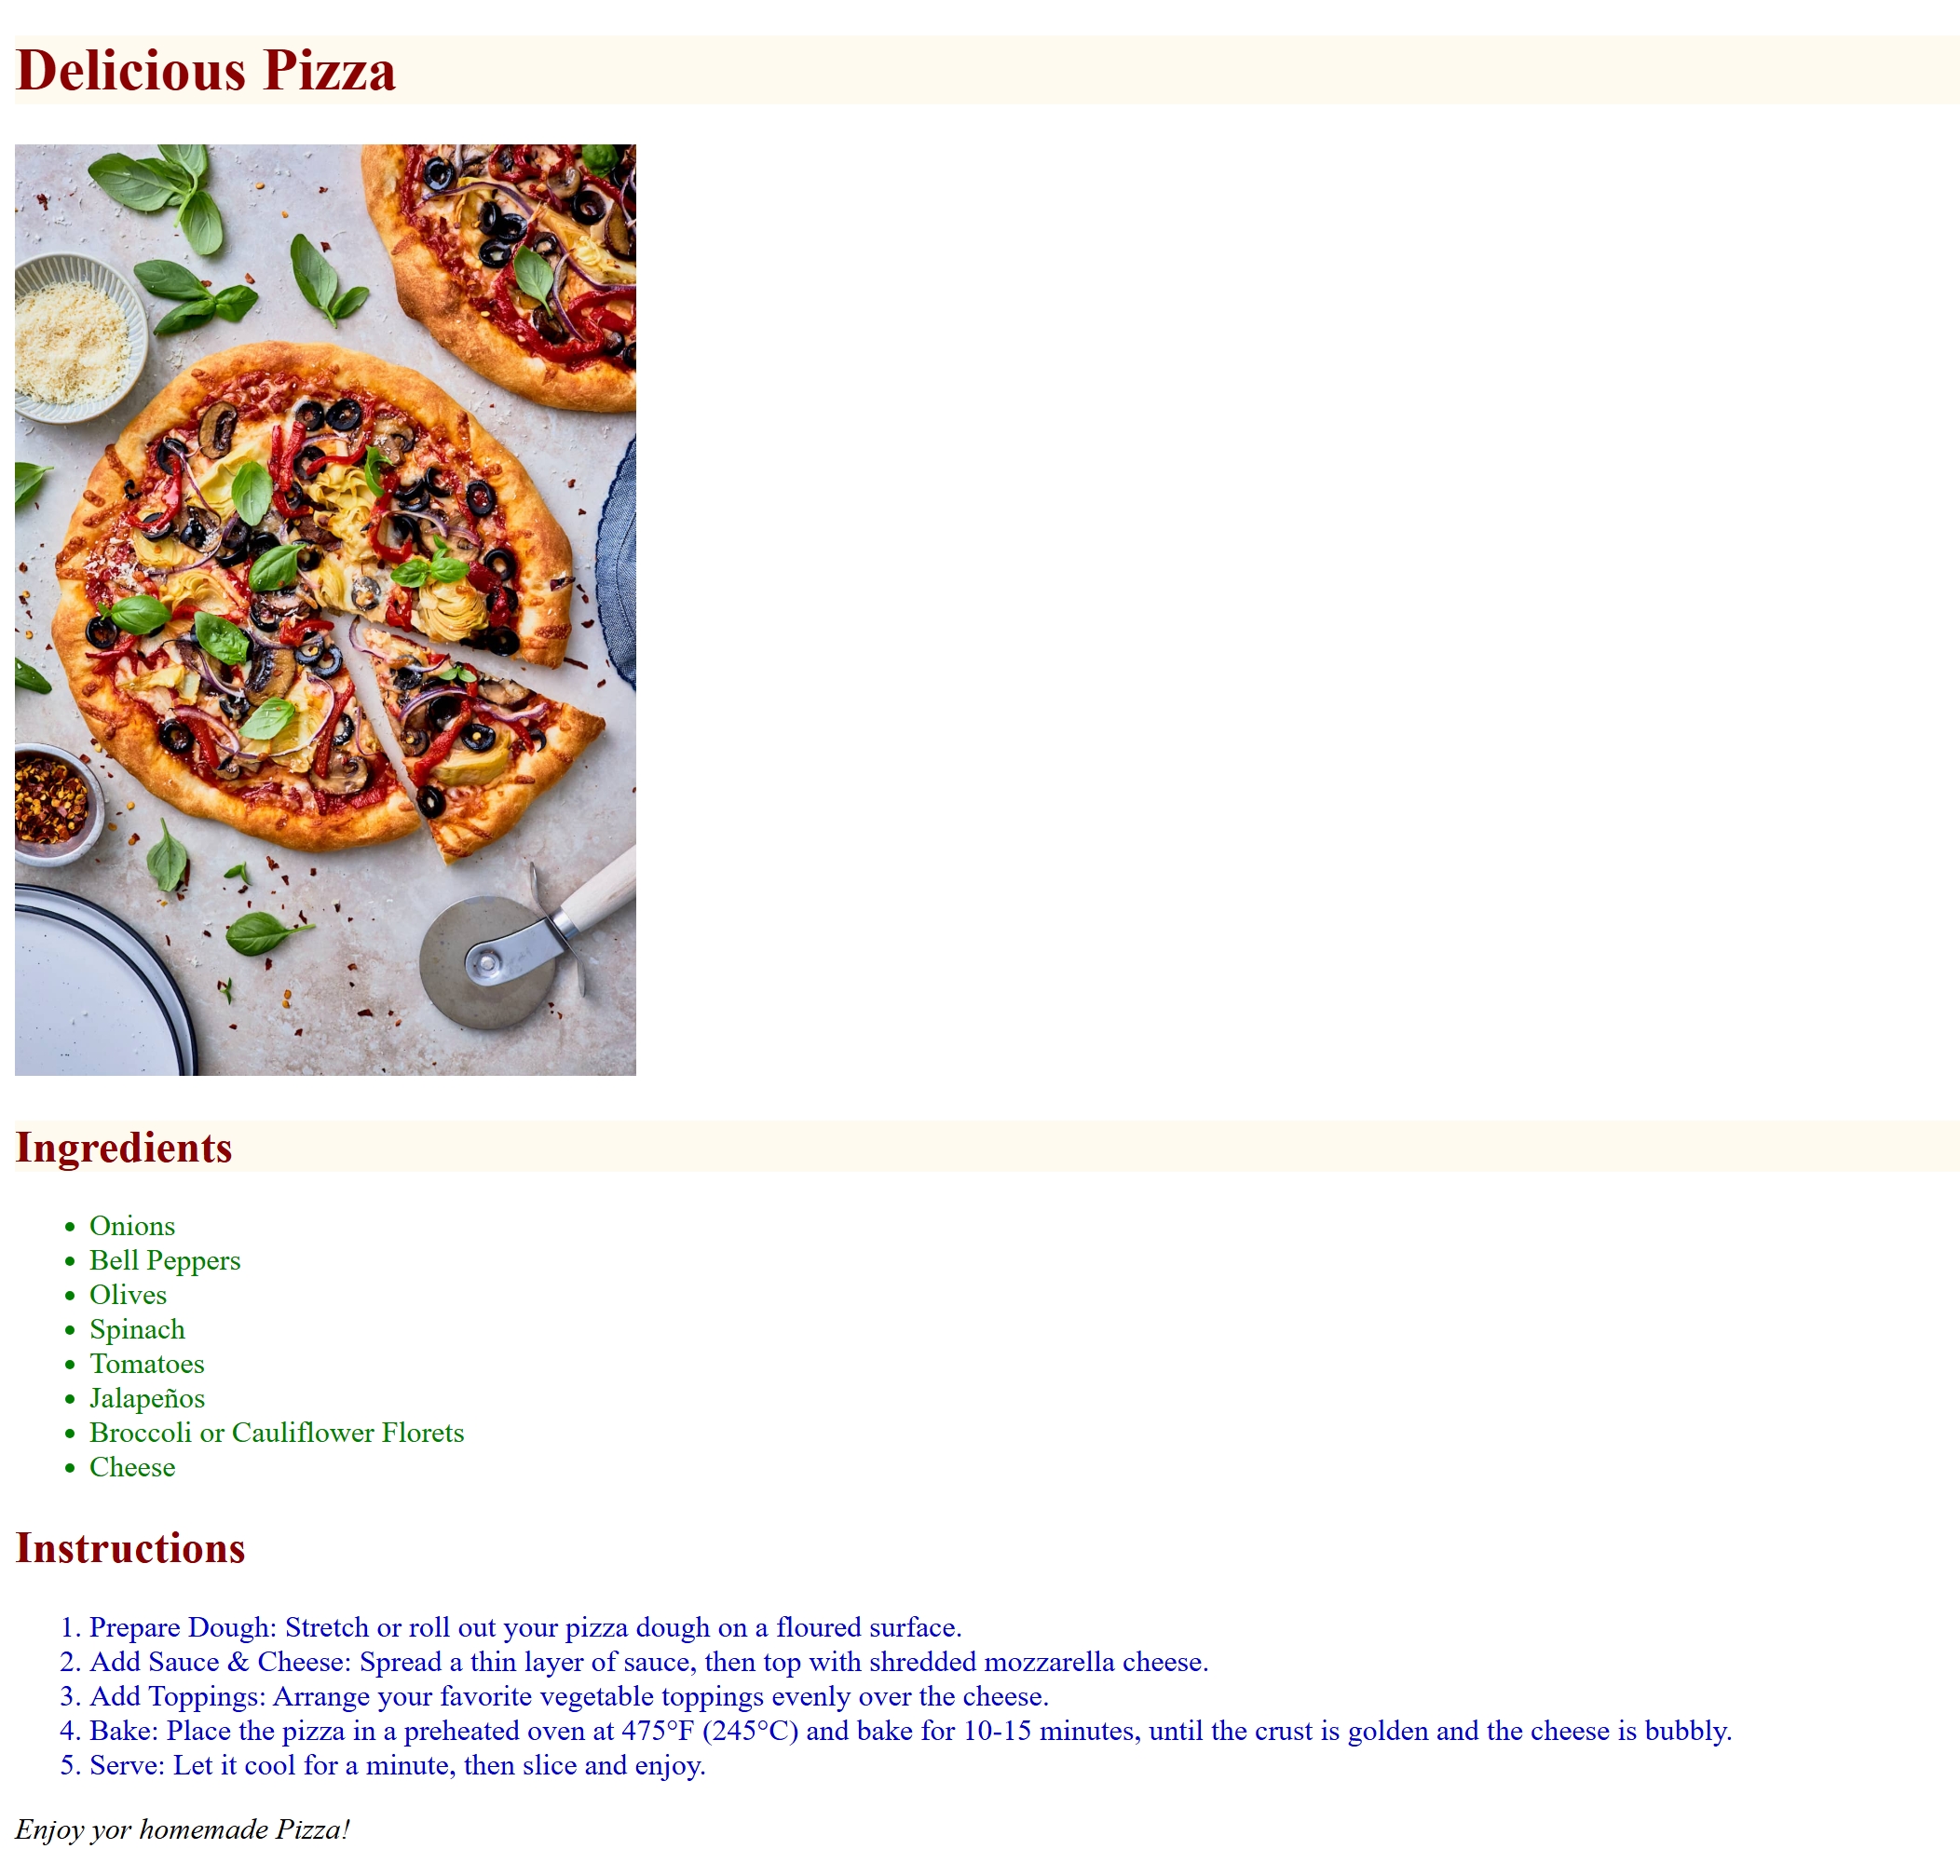 Delicious Pizza
Ingredients
• Onions
• Bell Peppers
• Olives
• Spinach
• Tomatoes
• Jalapeños
• Broccoli or Cauliflower Florets
• Cheese
Instructions
1. Prepare Dough: Stretch or roll out your pizza dough on a floured surface.
2. Add Sauce & Cheese: Spread a thin layer of sauce, then top with shredded mozzarella cheese.
3. Add Toppings: Arrange your favorite vegetable toppings evenly over the cheese.
4. Bake: Place the pizza in a preheated oven at 475°F (245°C) and bake for 10-15 minutes, until the crust is golden and the cheese is bubbly.
5. Serve: Let it cool for a minute, then slice and enjoy.
Enjoy yor homemade Pizza!